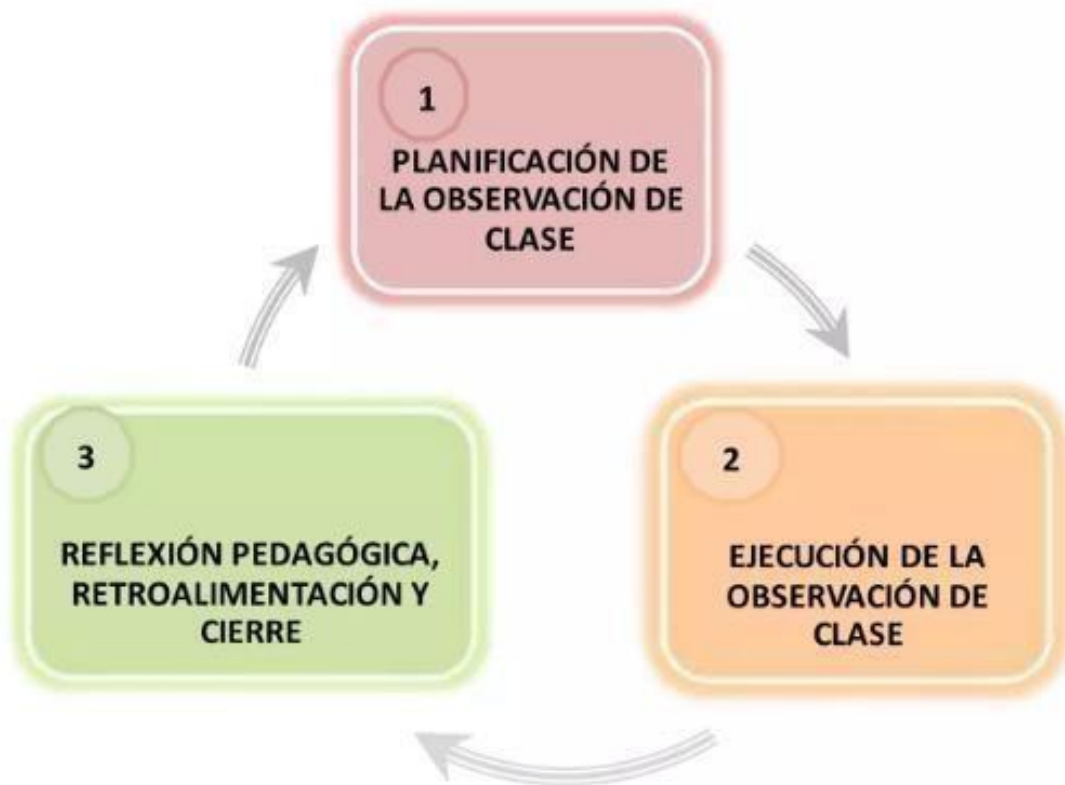 1
PLANIFICACIÓN DE
LA OBSERVACIÓN DE
CLASE
2
EJECUCIÓN DE LA
OBSERVACIÓN DE
CLASE
3
REFLEXIÓN PEDAGÓGICA,
RETROALIMENTACIÓN Y
CIERRE